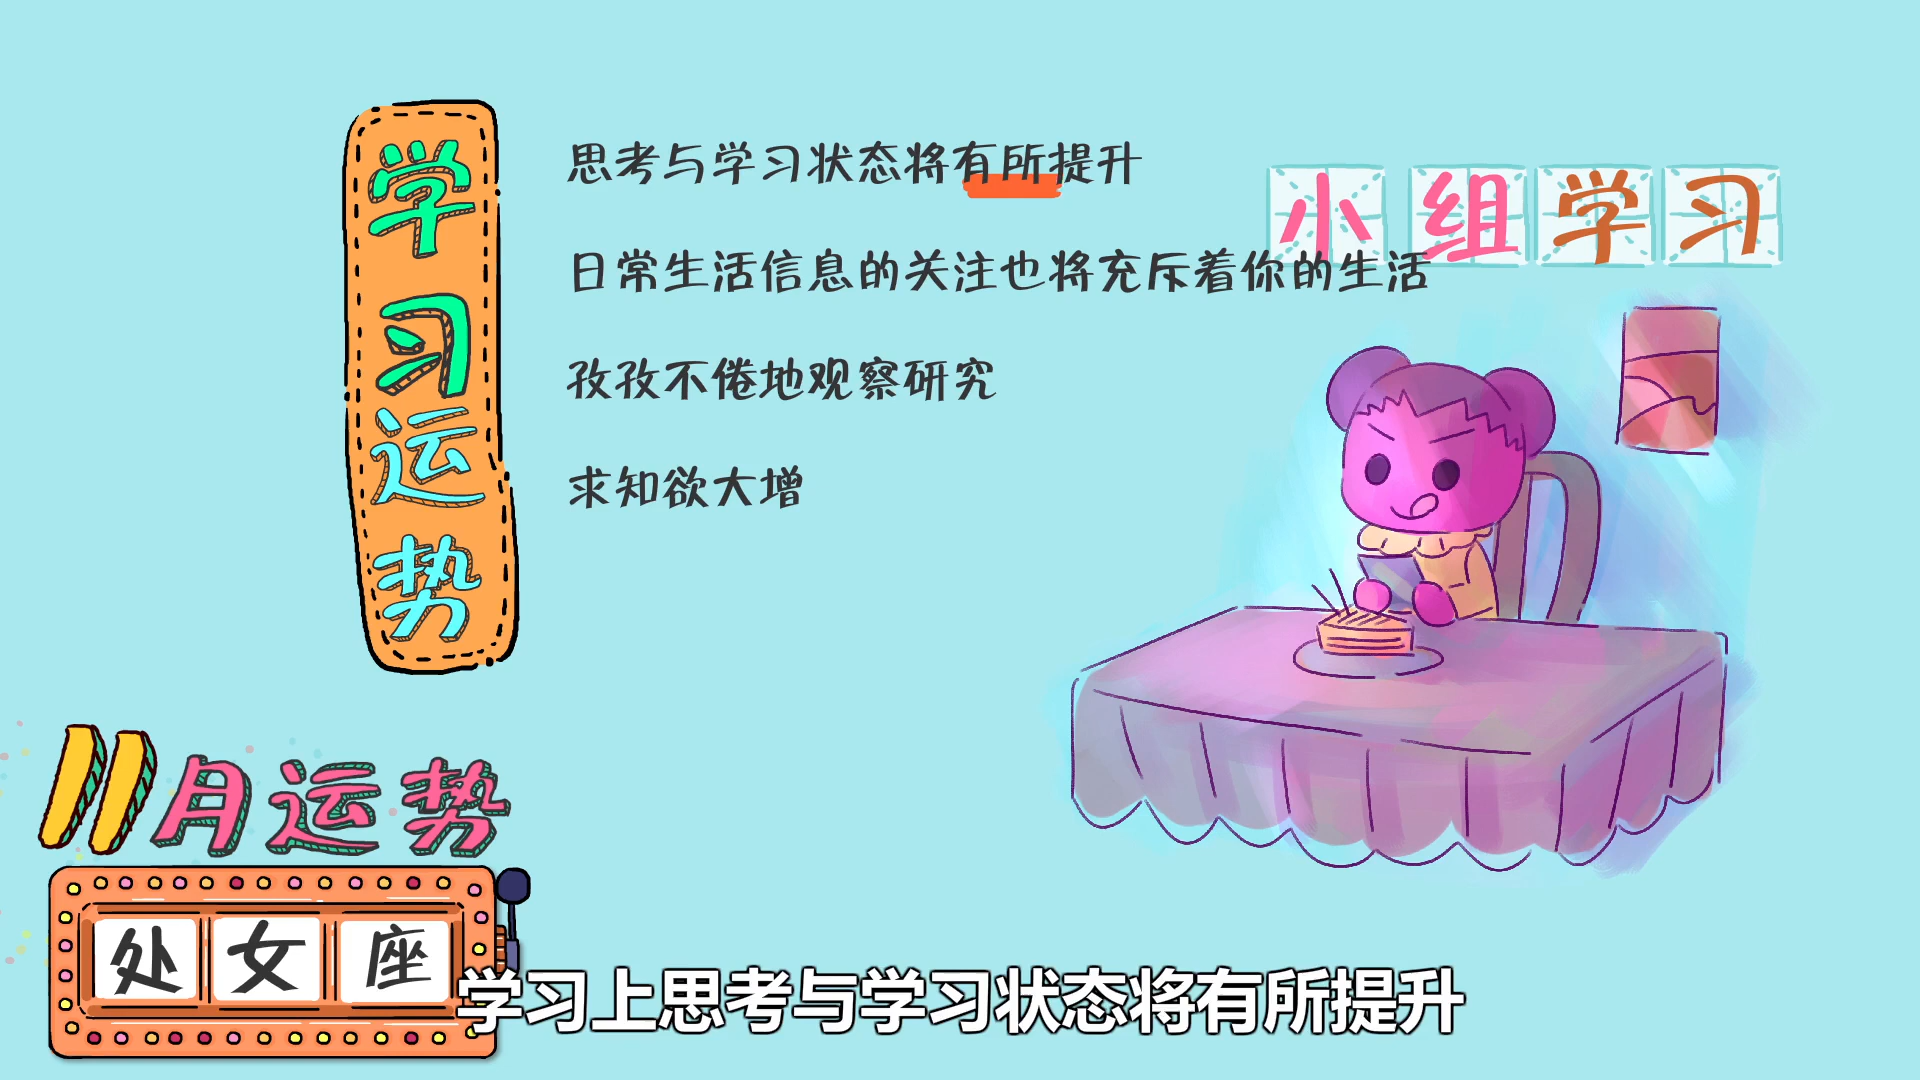 学习运势
思考与学习状态将有所提升
小组学习
日常生活信息的关注也将充斥着你的生活
孜孜不倦地观察研究
求知欲大增
11月运势
处女座
学习上思考与学习状态将有所提升